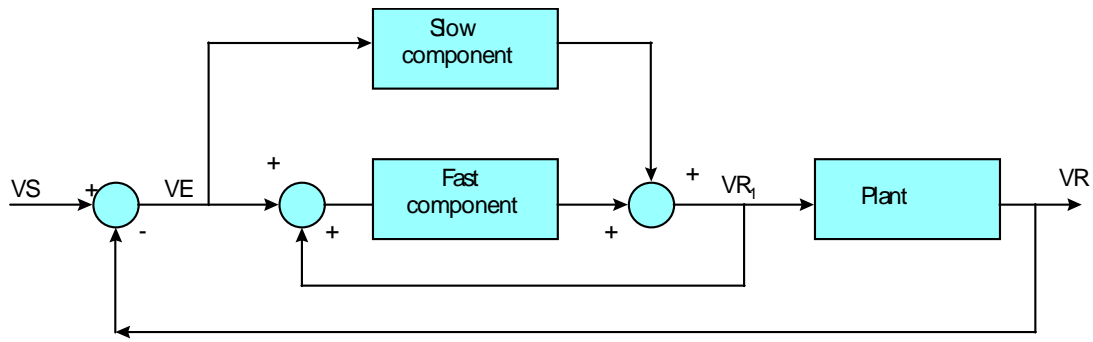 Slow
component
VS
+
-
VE
+
+
Fast
component
+
+
VR₁
Plant
VR